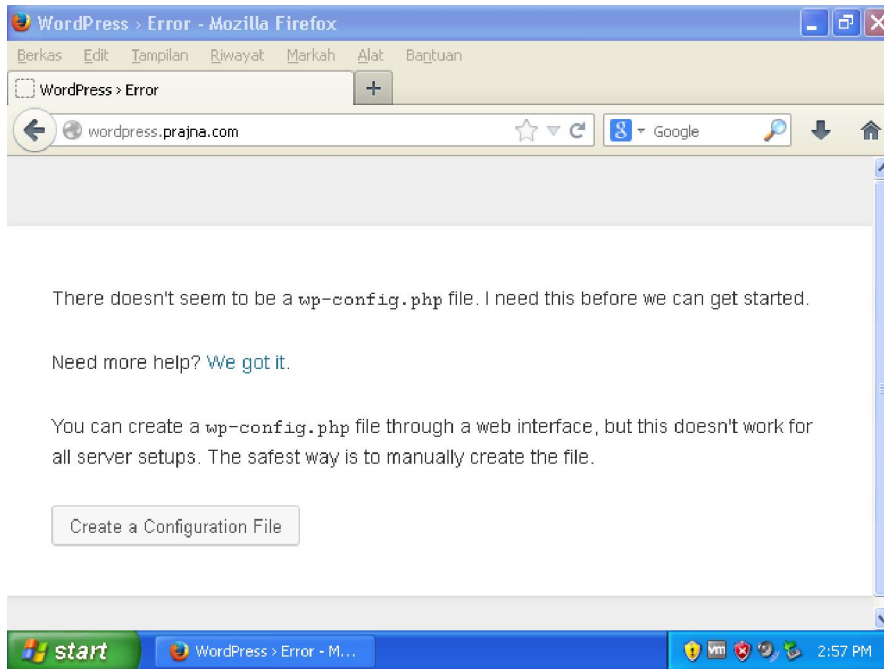 WordPress › Error - Mozilla Firefox
Berkas Edit Tampilan Riwayat Markah Alat Bantuan
WordPress › Error
+
wordpress.prajna.com
8 Google
There doesn't seem to be a wp-config.php file. I need this before we can get started.
Need more help? We got it.
You can create a wp-config.php file through a web interface, but this doesn't work for
all server setups. The safest way is to manually create the file.
Create a Configuration File
start WordPress › Error - M... vm 2:57 PM